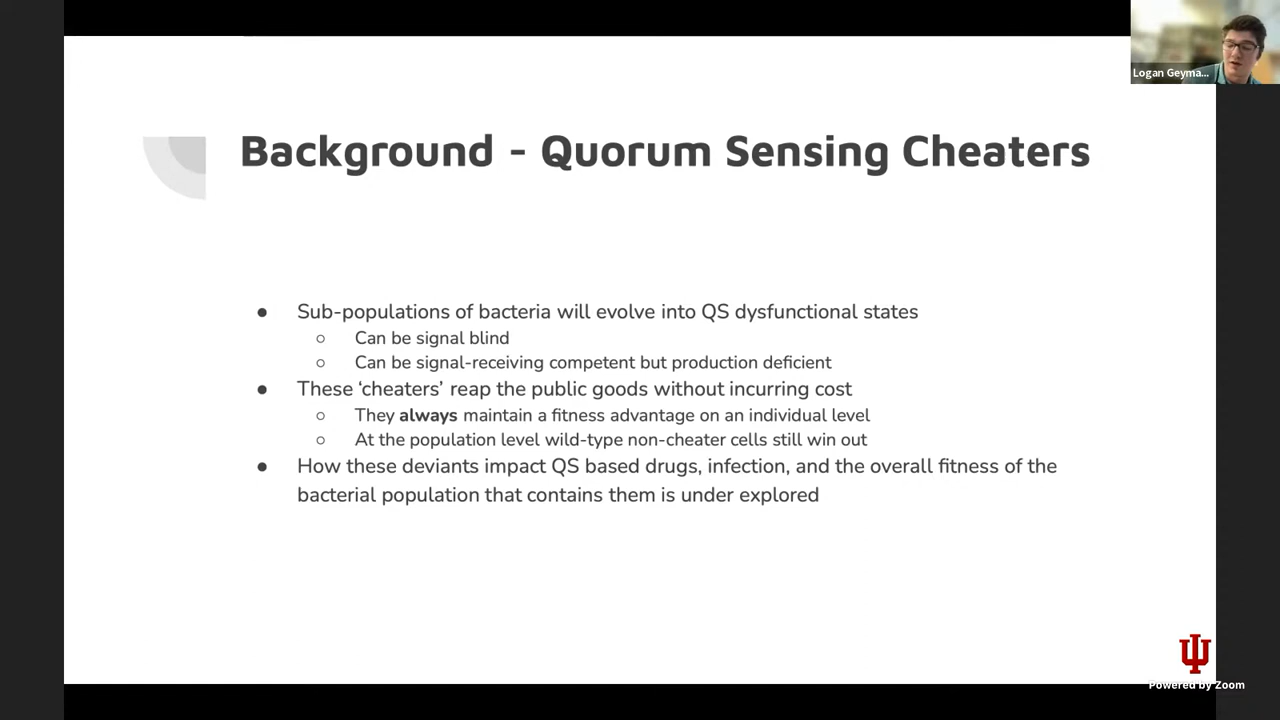 Logan Geyma...
Background - Quorum Sensing Cheaters
● Sub-populations of bacteria will evolve into QS dysfunctional states
○ Can be signal blind
○ Can be signal-receiving competent but production deficient
● These ‘cheaters’ reap the public goods without incurring cost
○ They always maintain a fitness advantage on an individual level
○ At the population level wild-type non-cheater cells still win out
● How these deviants impact QS based drugs, infection, and the overall fitness of the
bacterial population that contains them is under explored
Powered by Zoom